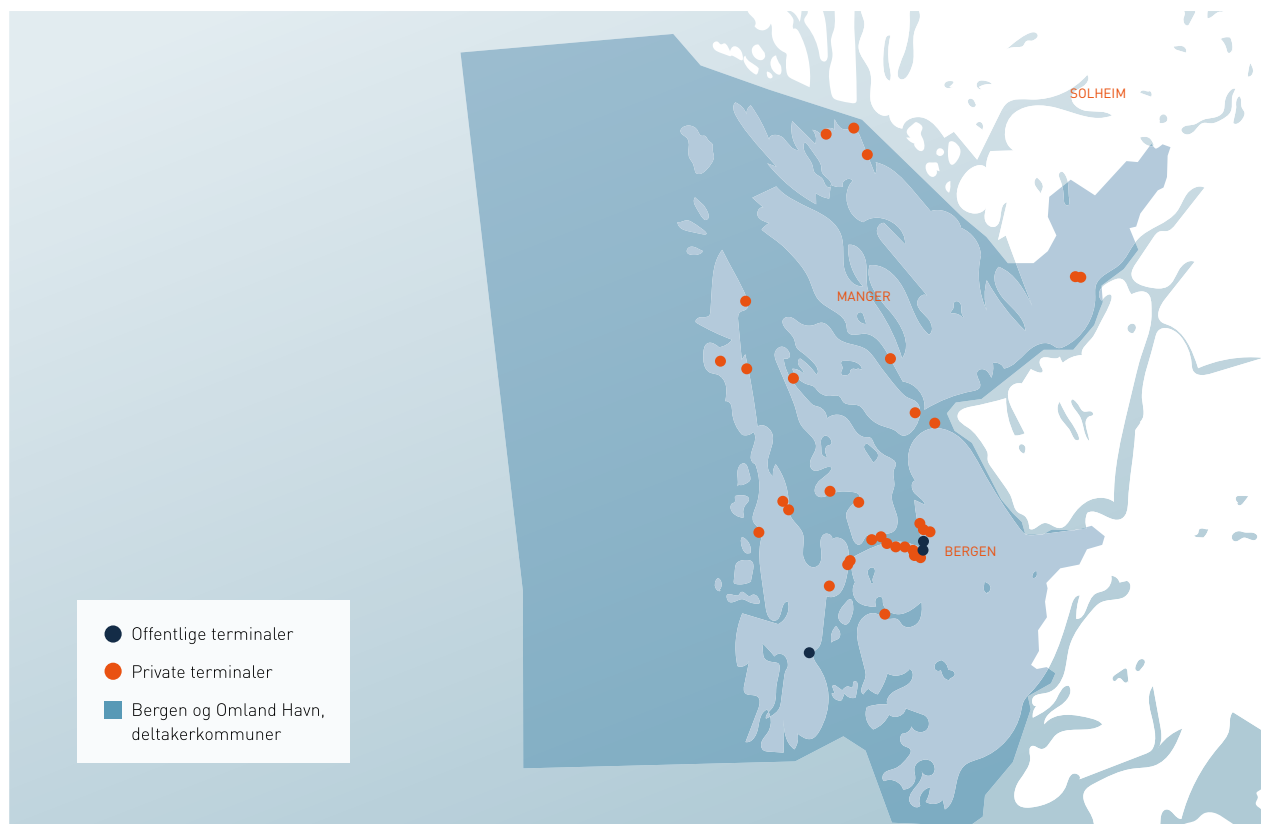 SOLHEIM
MANGER
BERGEN
Offentlige terminaler
Private terminaler
Bergen og Omland Havn,
deltakerkommuner